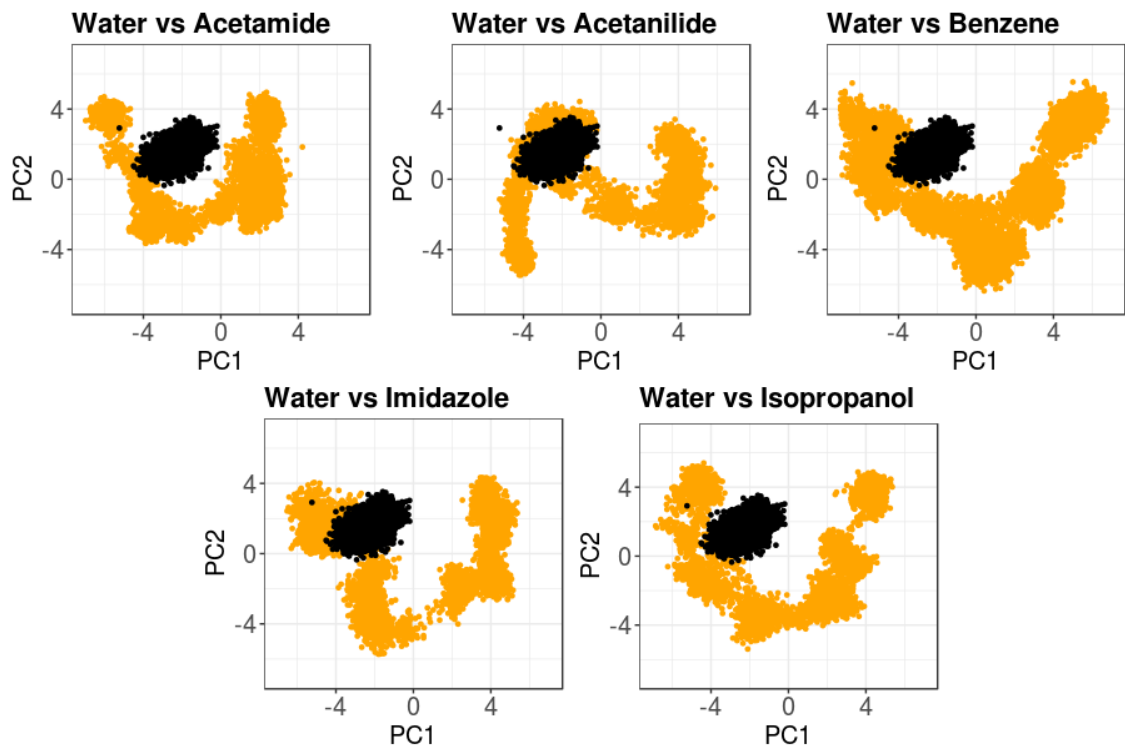 Water vs Acetamide
4
0
-4
PC2
-4 0 4
PC1
Water vs Acetanilide
4
0
-4
PC2
-4 0 4
PC1
Water vs Benzene
4
0
-4
PC2
-4 0 4
PC1
Water vs Imidazole
4
0
-4
PC2
-4 0 4
PC1
Water vs Isopropanol
4
0
-4
PC2
-4 0 4
PC1